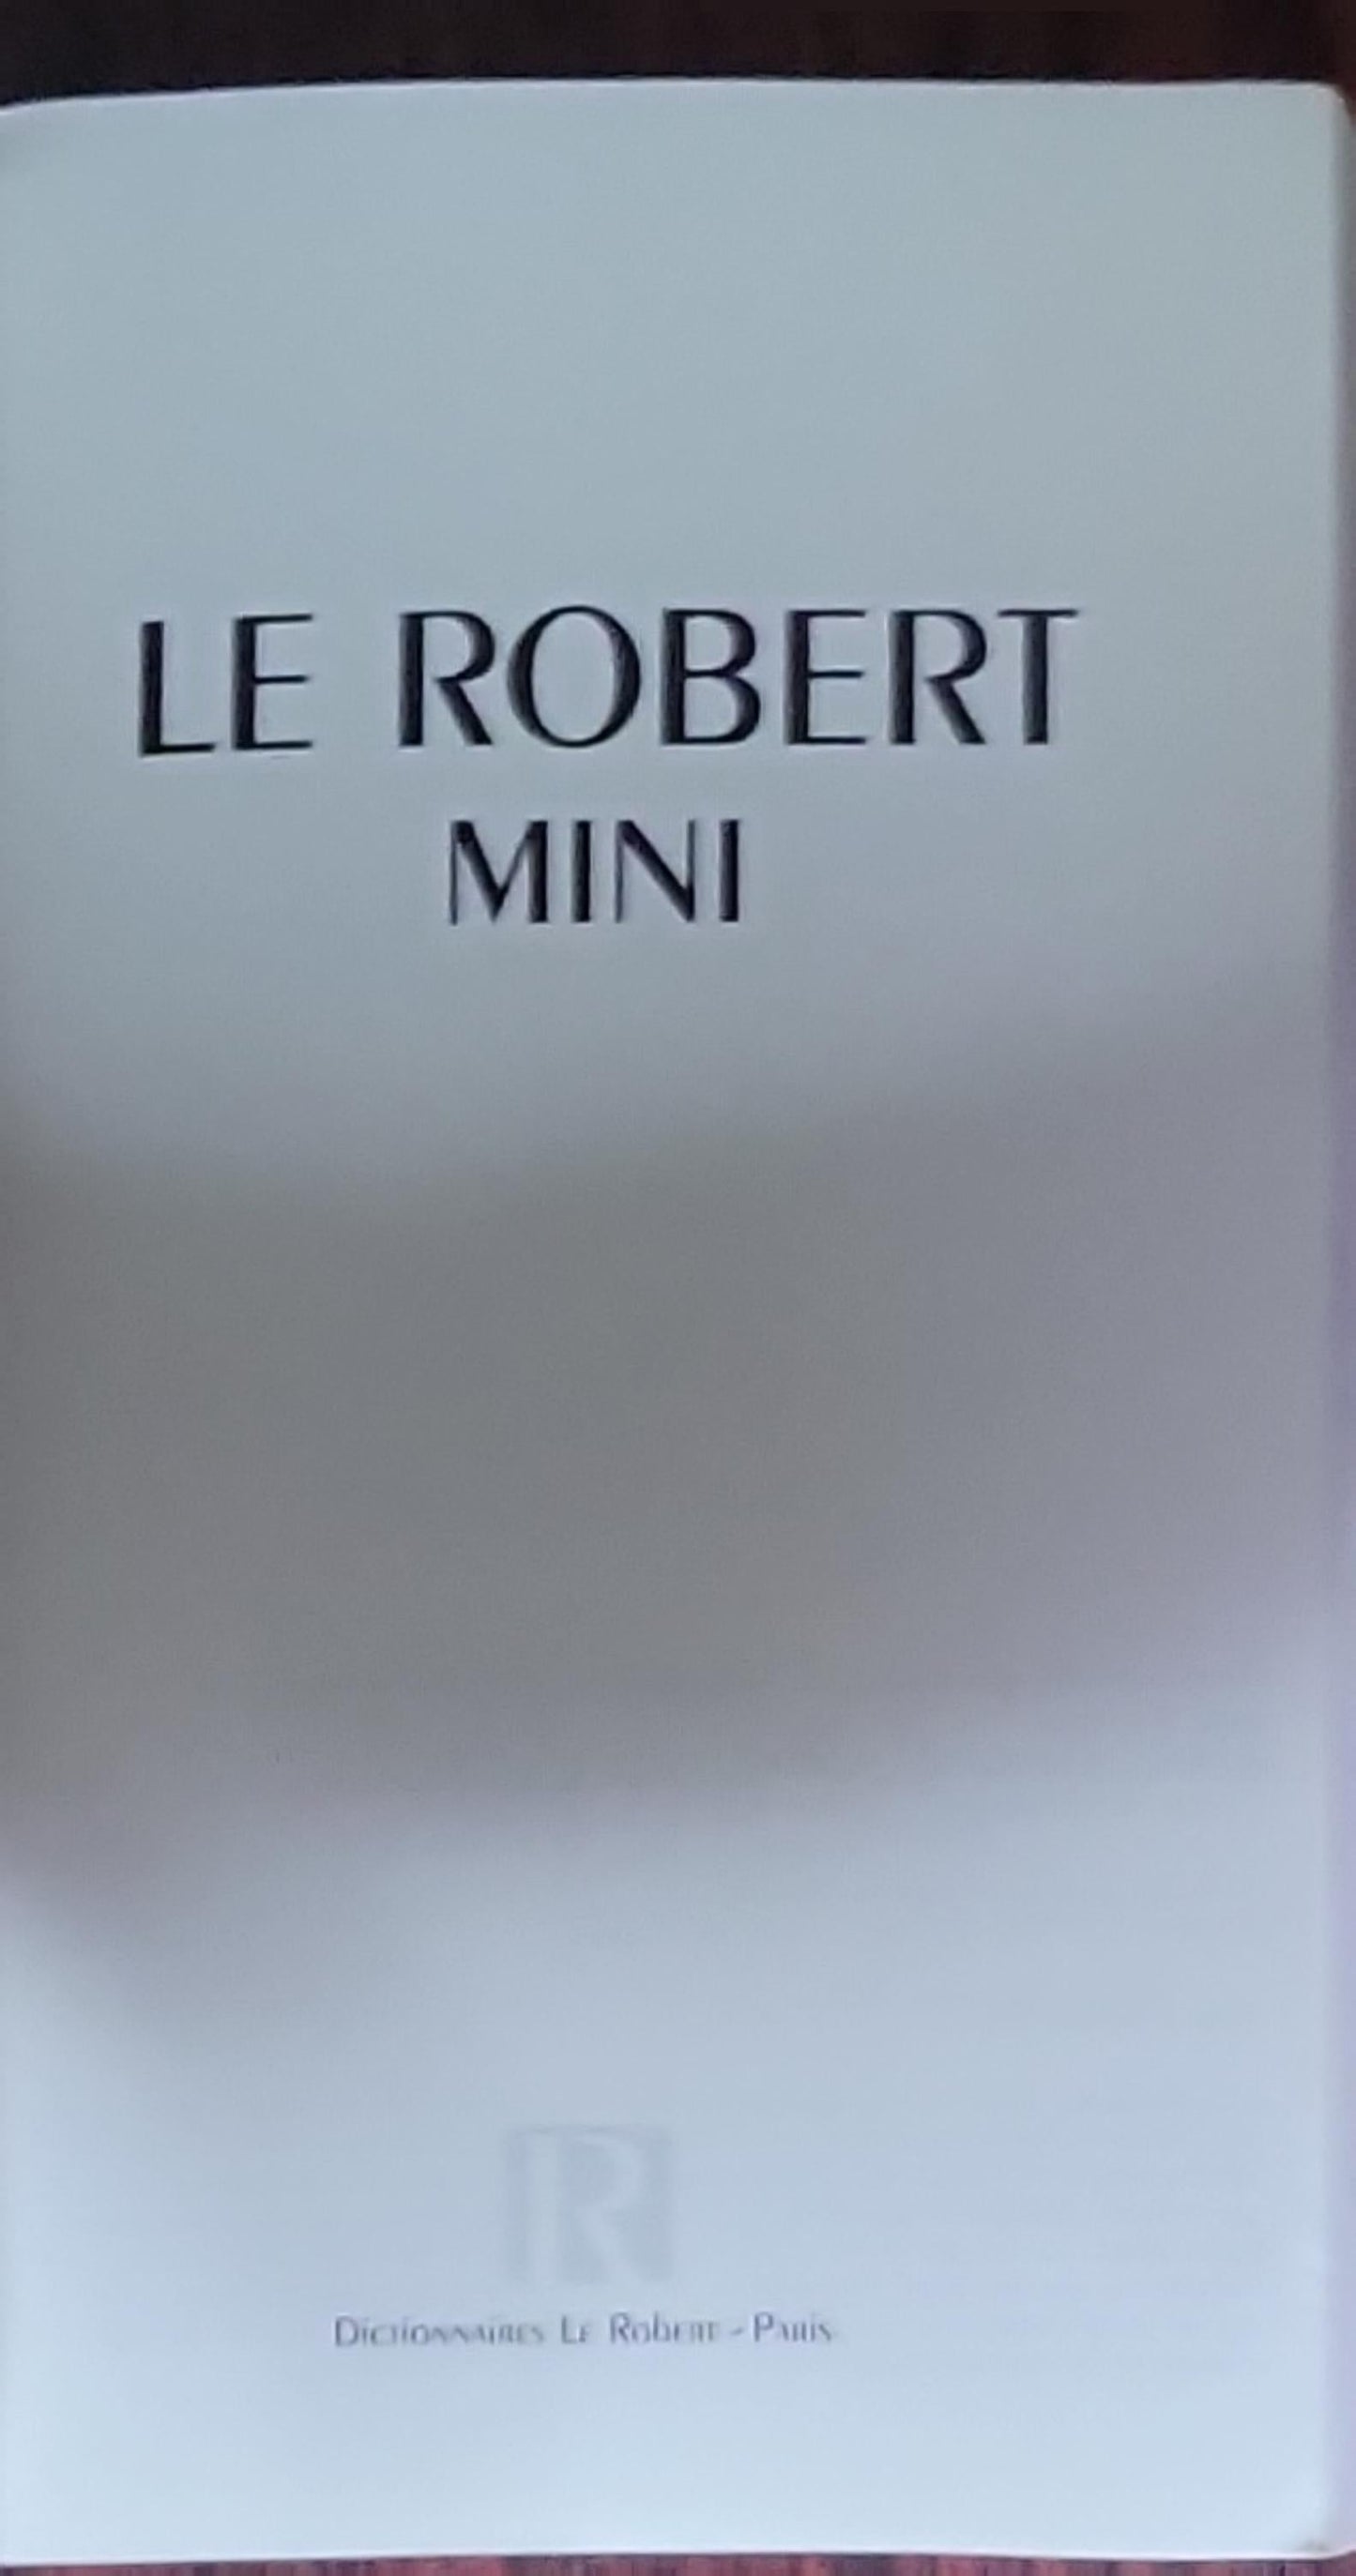 LE ROBERT
MINI
R
Dictionnaires Le Robert - Paris